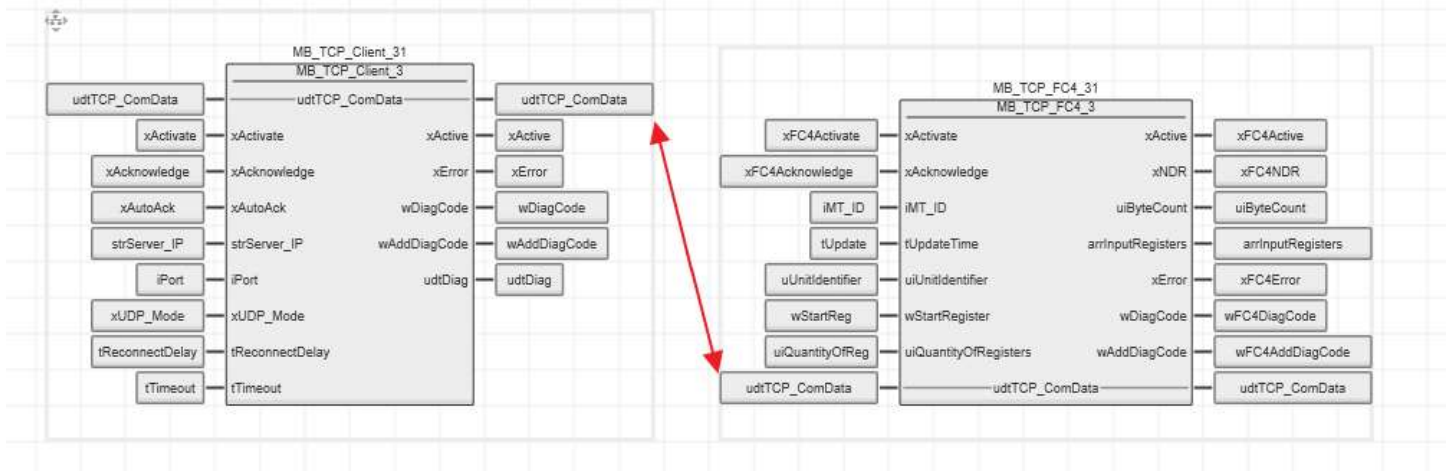 MB_TCP_Client_31
MB_TCP_Client_3
udtTCP_ComData udtTCP_ComData udtTCP_ComData
xActivate xActivate xActive xActive
xAcknowledge xAcknowledge xError xError
xAutoAck xAutoAck wDiagCode wDiagCode
strServer_IP strServer_IP wAddDiagCode wAddDiagCode
iPort iPort udtDiag udtDiag
xUDP_Mode xUDP_Mode
tReconnectDelay tReconnectDelay
tTimeout tTimeout
MB_TCP_FC4_31
MB_TCP_FC4_3
xFC4Activate xActivate xActive xFC4Active
xFC4Acknowledge xAcknowledge xNDR xFC4NDR
iMT_ID iMT_ID uiByteCount uiByteCount
tUpdate tUpdateTime arrInputRegisters arrInputRegisters
uUnitIdentifier uiUnitIdentifier xError xFC4Error
wStartReg wStartRegister wDiagCode wFC4DiagCode
uiQuantityOfReg uiQuantityOfRegisters wAddDiagCode wFC4AddDiagCode
udtTCP_ComData udtTCP_ComData udtTCP_ComData